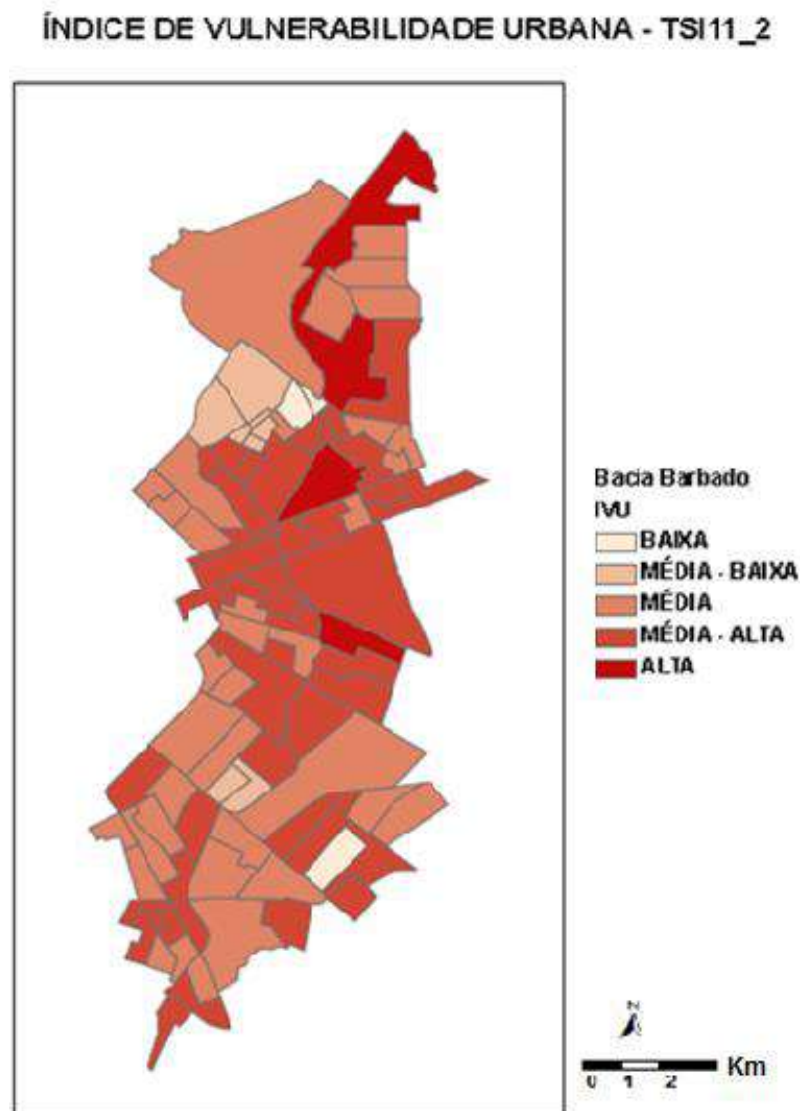 ÍNDICE DE VULNERABILIDADE URBANA - TSI11_2
Bacia Barbado
IVU
BAIXA
MÉDIA - BAIXA
MÉDIA
MÉDIA - ALTA
ALTA
N
Km
0 1 2